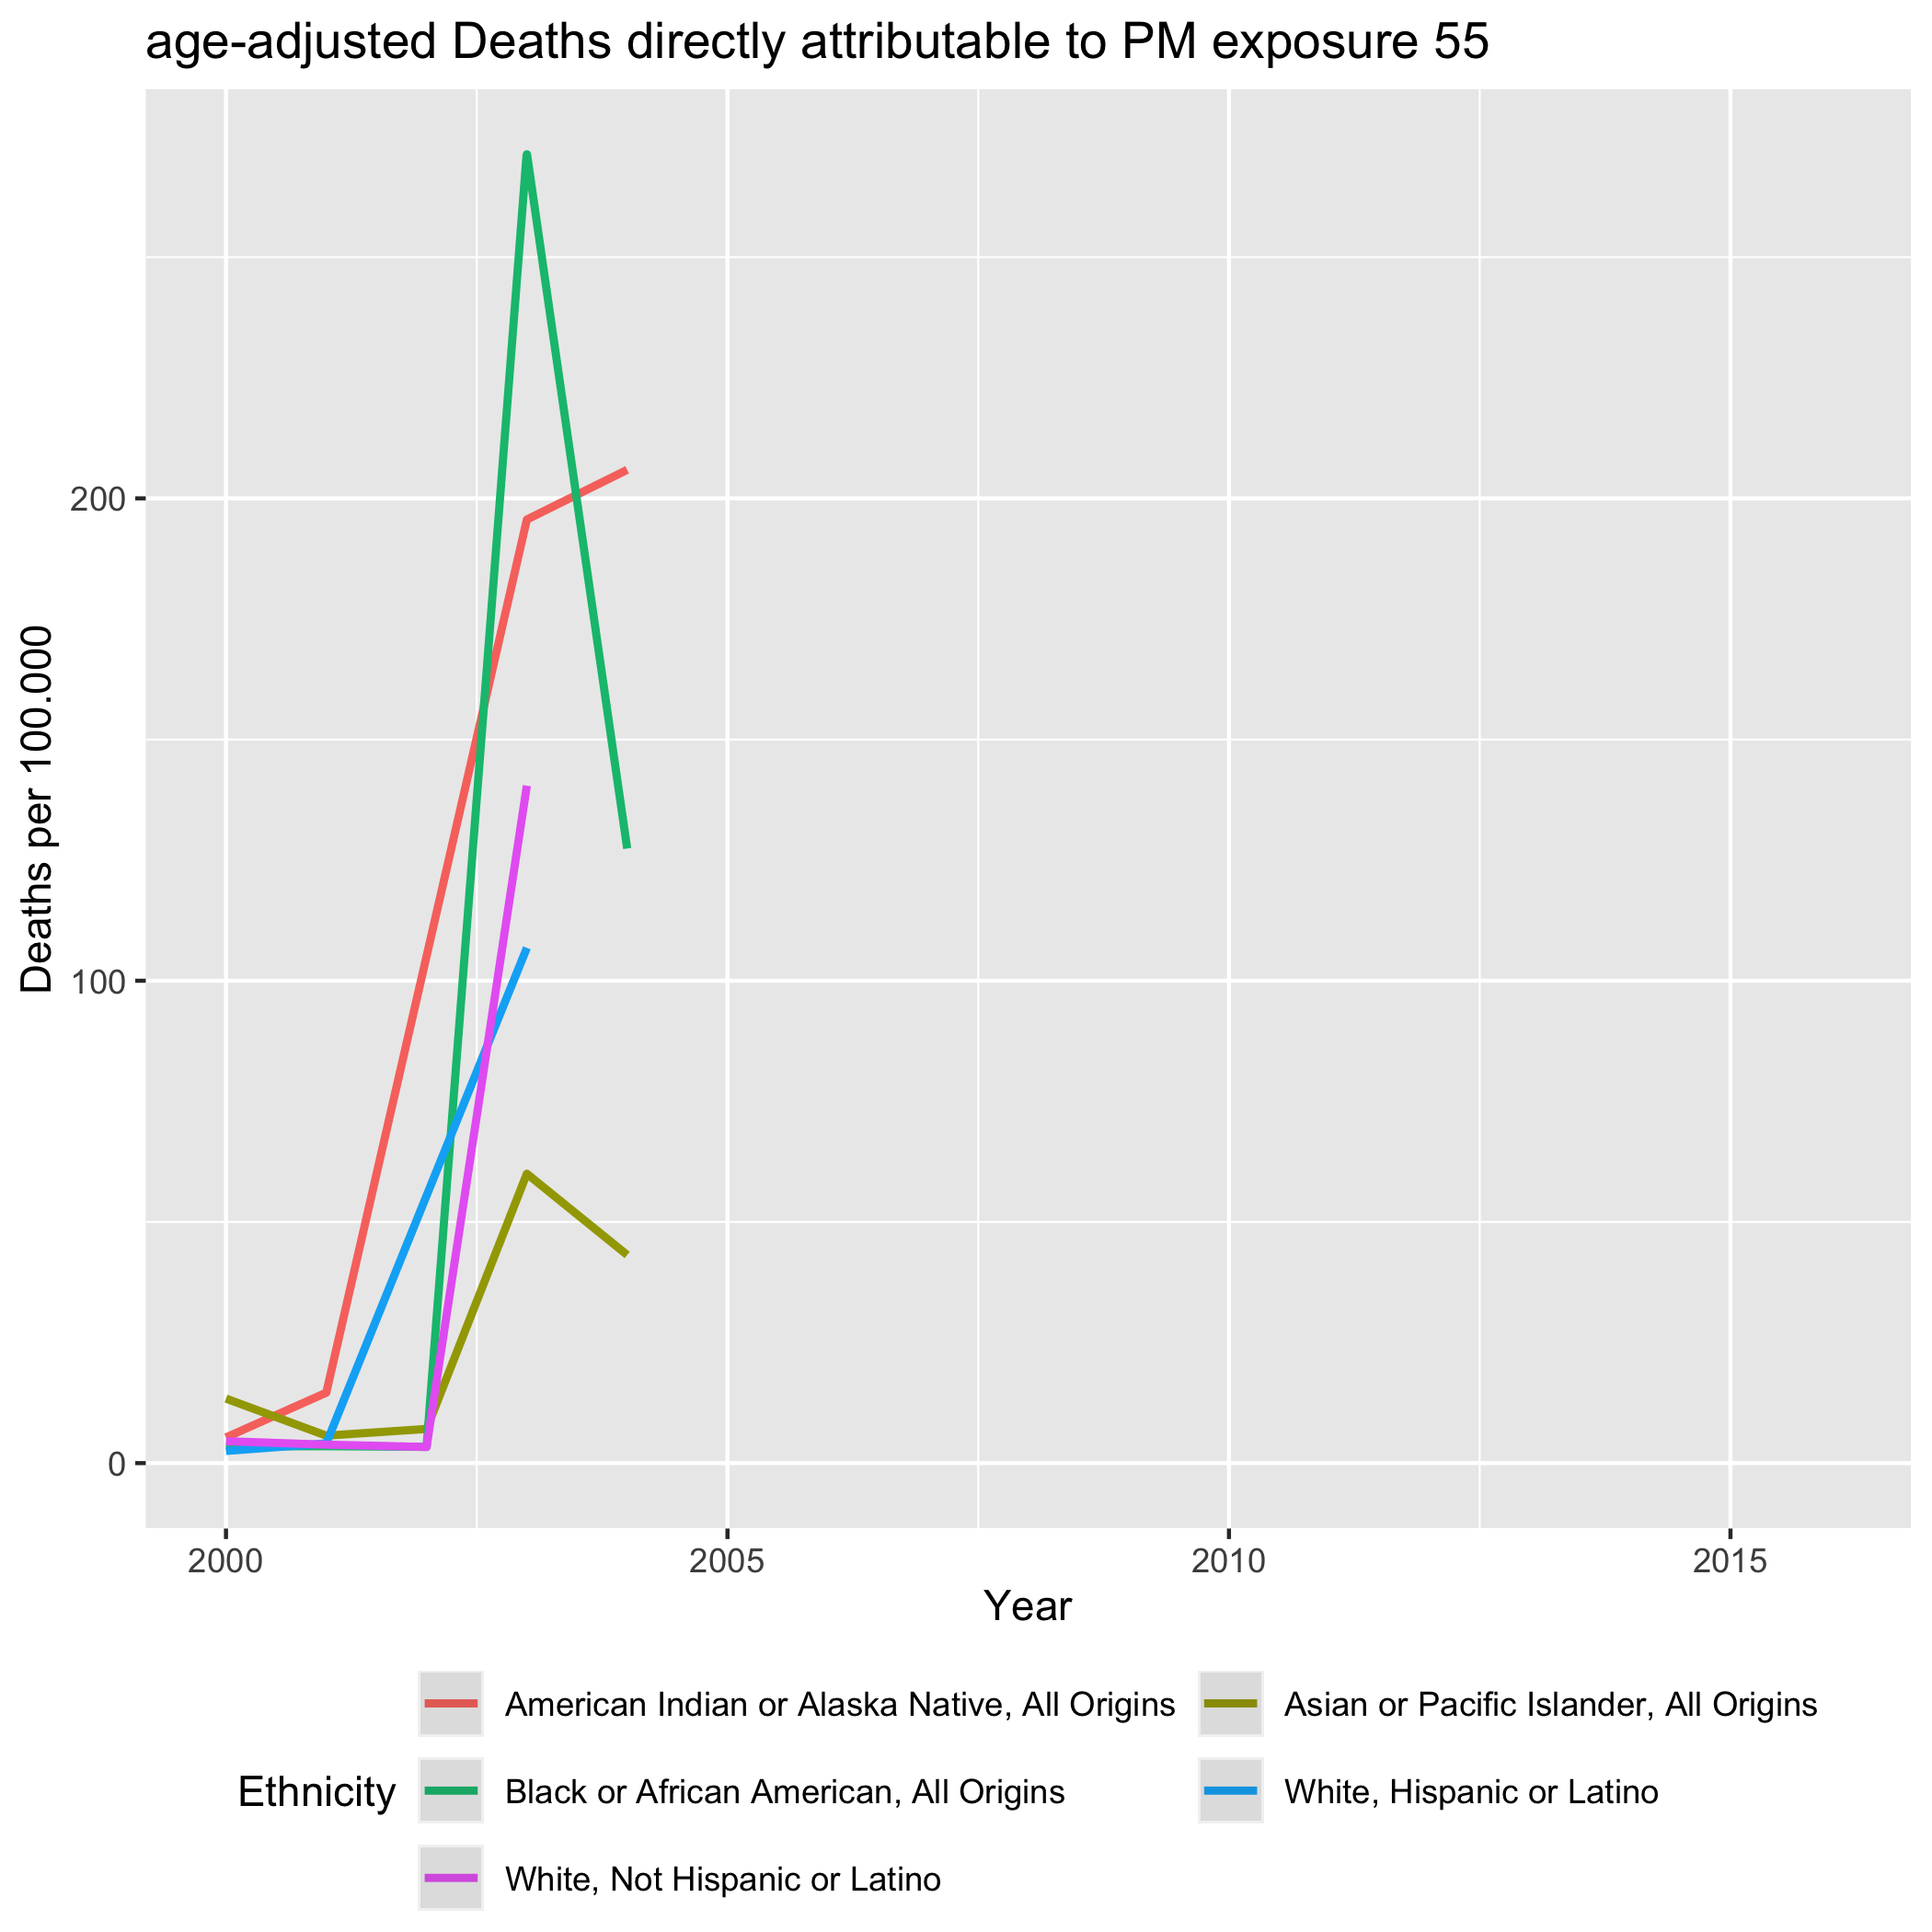 age-adjusted Deaths directly attributable to PM exposure 55
Deaths per 100.000
200
100
0
2000 2005 2010 2015
Year
Ethnicity
American Indian or Alaska Native, All Origins
Asian or Pacific Islander, All Origins
Black or African American, All Origins
White, Hispanic or Latino
White, Not Hispanic or Latino